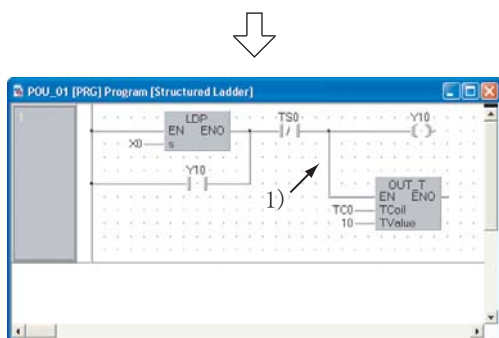 POU_01 [PRG] Program [Structured Ladder]
1
LDP
EN ENO
X0
s
TS0
Y10
Y10
1)
OUT_T
EN ENO
TC0
TCoil
10
TValue